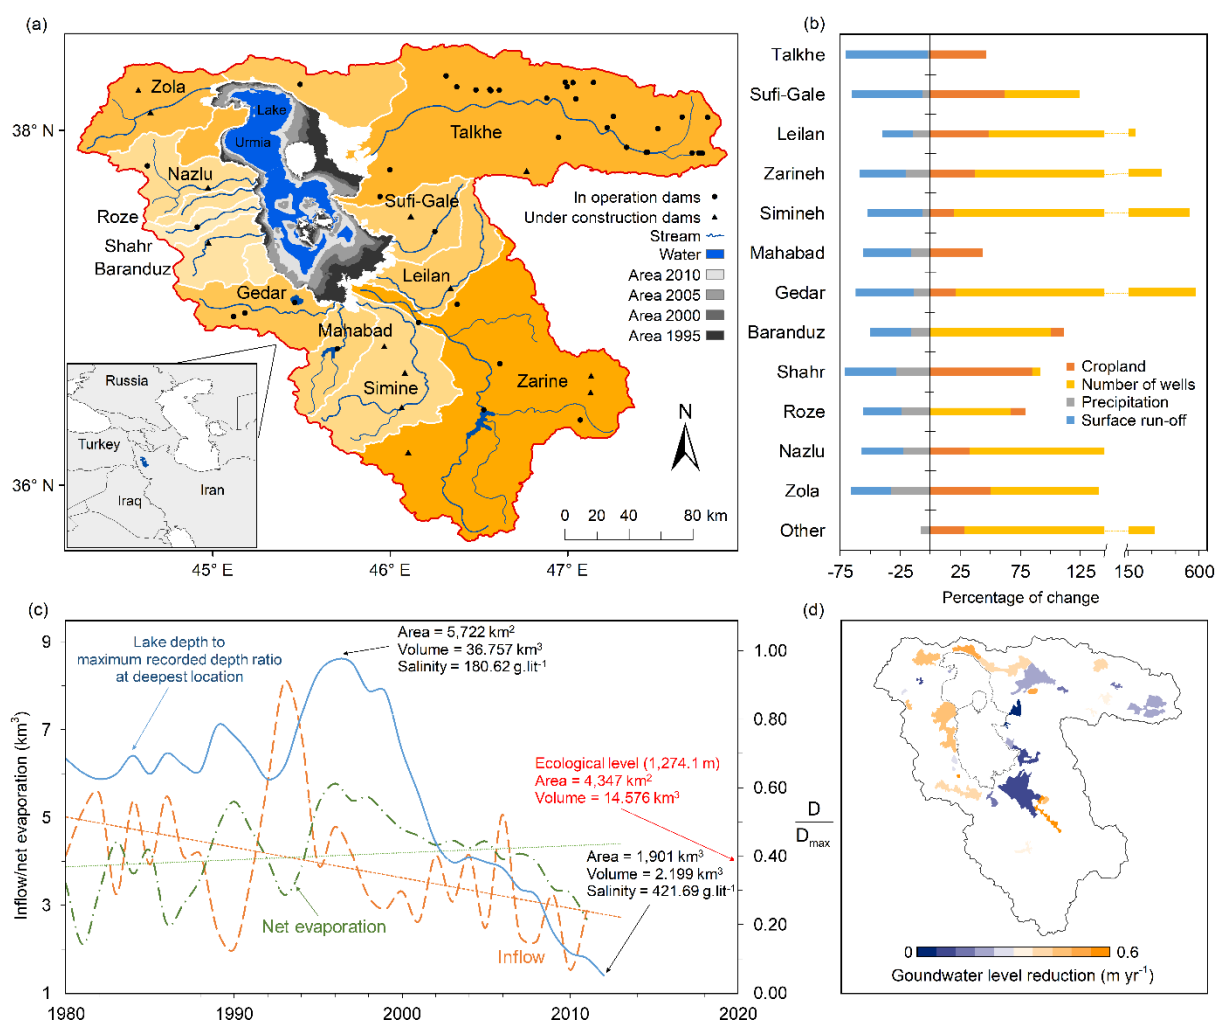 (a)
38° N
36° N
Zola
Lake
Urmia
Talkhe
Nazlu
Roze
Shahr
Baranduz
Sufi-Gale
Leilan
Gedar
Mahabad
Simine
Zarine
In operation dams
Under construction dams
Stream
Water
Area 2010
Area 2005
Area 2000
Area 1995
Russia
Turkey
Iraq
Iran
N
0 20 40 80 km
45° E
46° E
47° E
(b)
Talkhe
Sufi-Gale
Leilan
Zarineh
Simineh
Mahabad
Gedar
Baranduz
Shahr
Roze
Nazlu
Zola
Other
Cropland
Number of wells
Precipitation
Surface run-off
-75 -25 25 75 125 150 600
Percentage of change
(c)
Inflew/net evaporation (km³)
9
7
5
3
1
Lake depth to
maximum recorded depth ratio
at deepest location
Area = 5,722 km²
Volume = 36.757 km³
Salinity = 180.62 g.lit⁻¹
Ecological level (1,274.1 m)
Area = 4,347 km²
Volume = 14.576 km³
Area = 1,901 km³
Volume = 2.199 km³
Salinity = 421.69 g.lit⁻¹
Net evaporation
Inflow
1.00
0.80
0.60
0.40
0.20
0.00
D
Dmax
1980 1990 2000 2010 2020
(d)
0 0.6
Goundwater level reduction (m yr⁻¹)